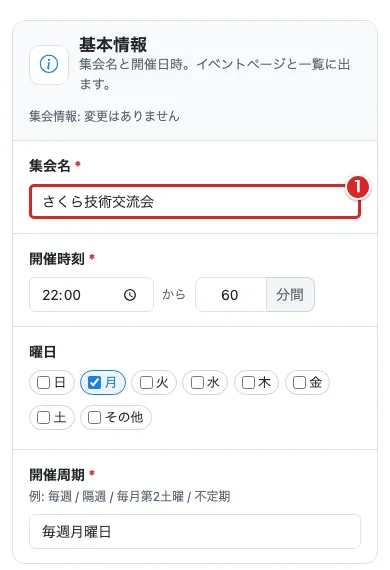 基本情報
集会名と開催日時。イベントページと一覧に出
ます。
集会情報: 変更はありません
集会名 *
1
さくら技術交流会
開催時刻 *
22:00 から 60 分間
曜日
日 月 火 水 木 金
土 その他
開催周期 *
例: 毎週 / 隔週 / 毎月第2土曜 / 不定期
毎週月曜日